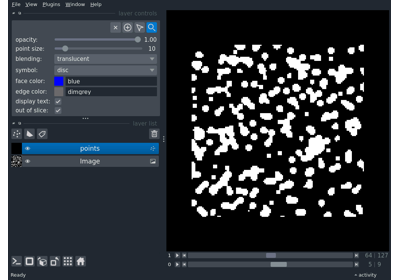 File View Plugins Window Help
layer controls
opacity: 1.00
point size: 10
blending: translucent
symbol: disc
face color: blue
edge color: dimgrey
display text:
out of slice:
layer list
points
Image
1 64 127
0 5 9
Ready activity